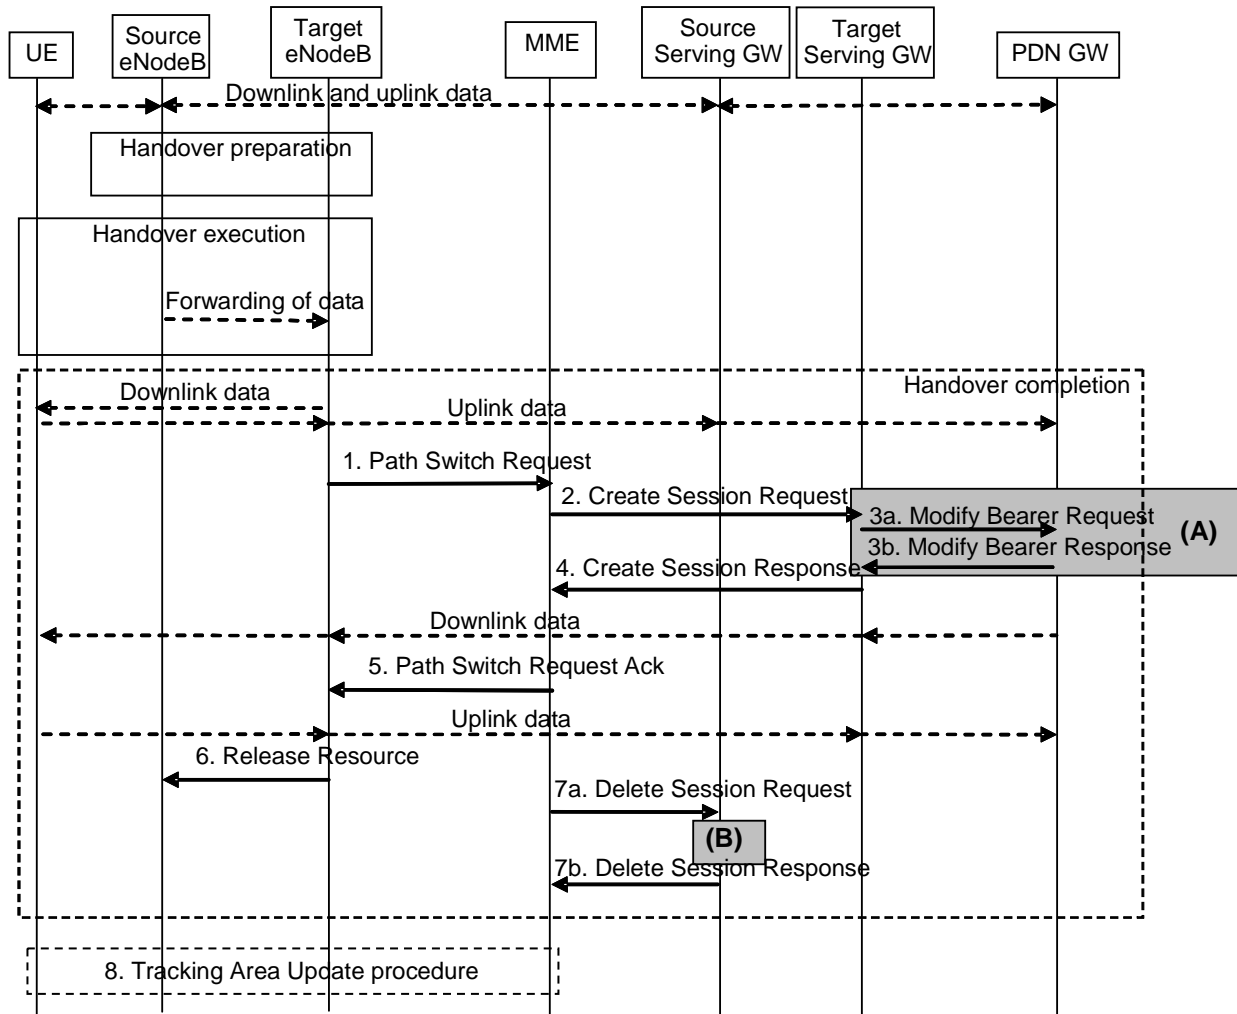 UE
Source
eNodeB
Target
eNodeB
MME
Source
Serving GW
Target
Serving GW
PDN GW
Downlink and uplink data
Handover preparation
Handover execution
Forwarding of data
Handover completion
Downlink data
Uplink data
1. Path Switch Request
2. Create Session Request
3a. Modify Bearer Request
(A)
3b. Modify Bearer Response
4. Create Session Response
Downlink data
5. Path Switch Request Ack
Uplink data
6. Release Resource
7a. Delete Session Request
(B)
7b. Delete Session Response
8. Tracking Area Update procedure